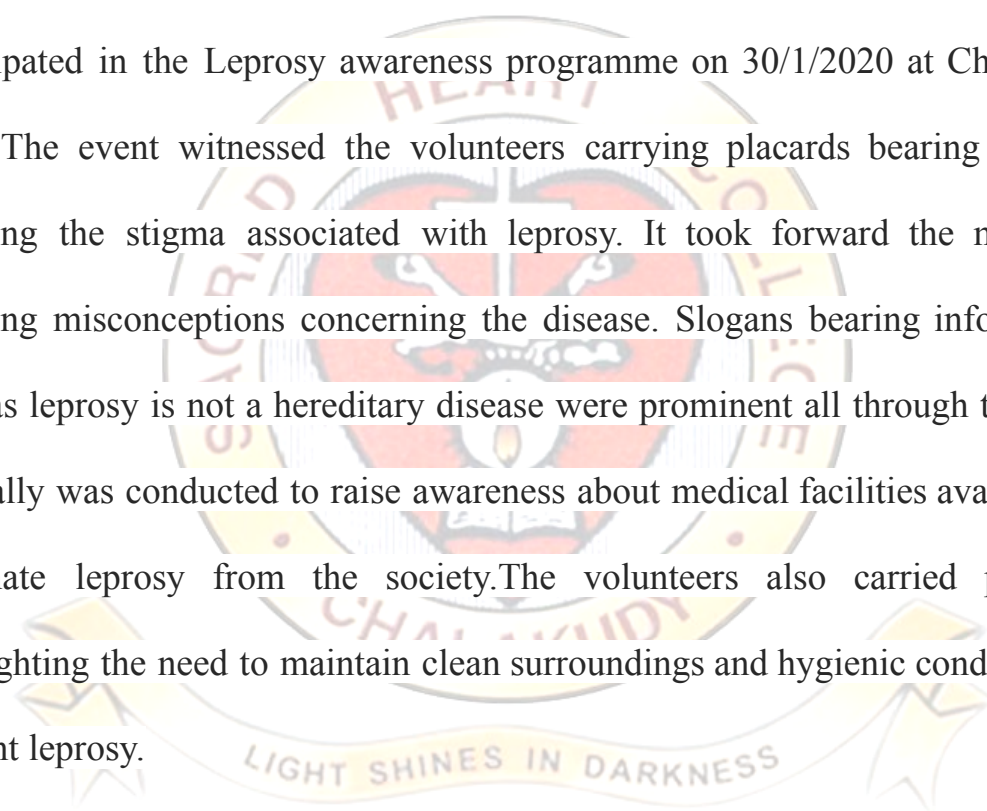 pated in the Leprosy awareness programme on 30/1/2020 at Ch
The event witnessed the volunteers carrying placards bearing
ng the stigma associated with leprosy. It took forward the
ng misconceptions concerning the disease. Slogans bearing info
as leprosy is not a hereditary disease were prominent all through
ally was conducted to raise awareness about medical facilities ava
ate leprosy from the society.The volunteers also carried
ghting the need to maintain clean surroundings and hygienic cond
nt leprosy.
SACRED HEART COLLEGE
CHALAKUDY
LIGHT SHINES IN DARKNESS